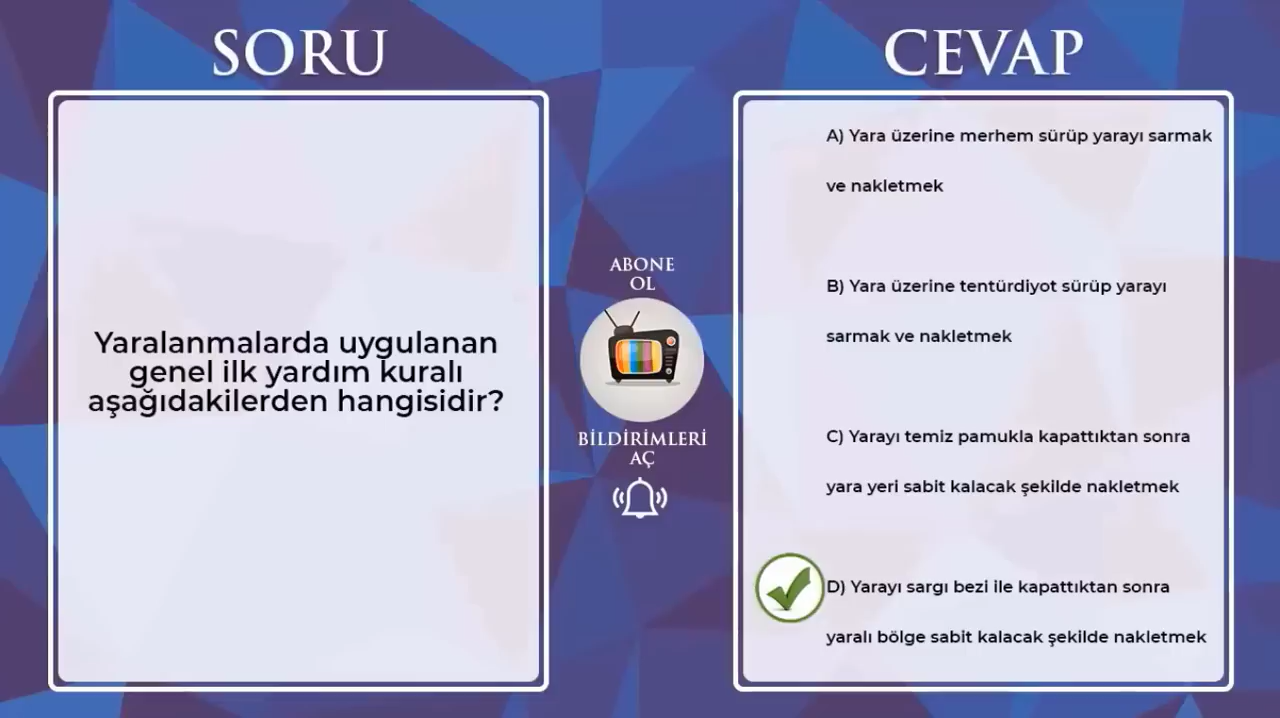 SORU
Yaralanmalarda uygulanan
genel ilk yardım kuralı
aşağıdakilerden hangisidir?
ABONE
OL
BİLDİRİMLERİ
AÇ
CEVAP
A) Yara üzerine merhem sürüp yarayı sarmak
ve nakletmek
B) Yara üzerine tentürdiyot sürüp yarayı
sarmak ve nakletmek
C) Yarayı temiz pamukla kapattıktan sonra
yara yeri sabit kalacak şekilde nakletmek
D) Yarayı sargı bezi ile kapattıktan sonra
yaralı bölge sabit kalacak şekilde nakletmek